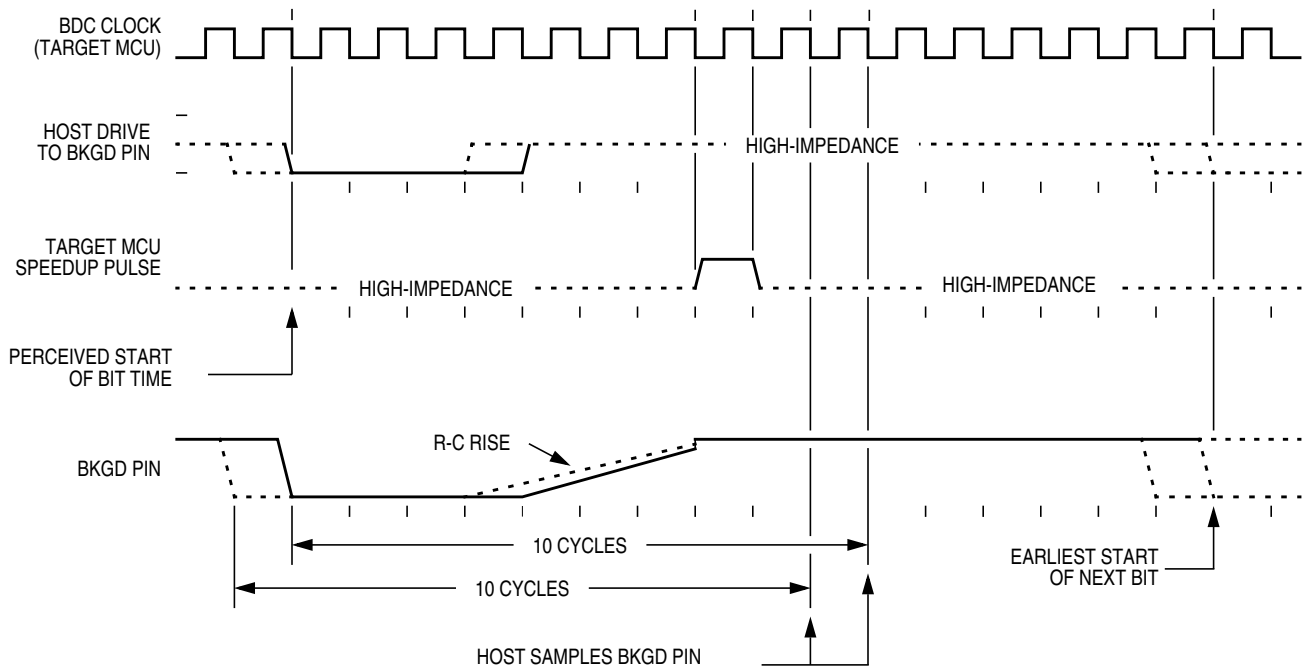 BDC CLOCK
(TARGET MCU)
HOST DRIVE
TO BKGD PIN
HIGH-IMPEDANCE
TARGET MCU
SPEEDUP PULSE
HIGH-IMPEDANCE
HIGH-IMPEDANCE
PERCEIVED START
OF BIT TIME
R-C RISE
BKGD PIN
10 CYCLES
EARLIEST START
OF NEXT BIT
10 CYCLES
HOST SAMPLES BKGD PIN